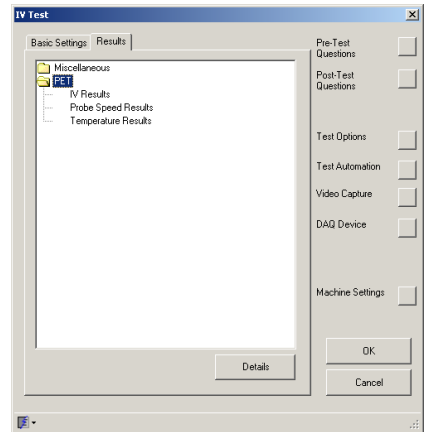 IV Test
Basic Settings
Results
Miscellaneous
PET
IV Results
Probe Speed Results
Temperature Results
Details
Pre-Test
Questions
Post-Test
Questions
Test Options
Test Automation
Video Capture
DAQ Device
Machine Settings
OK
Cancel